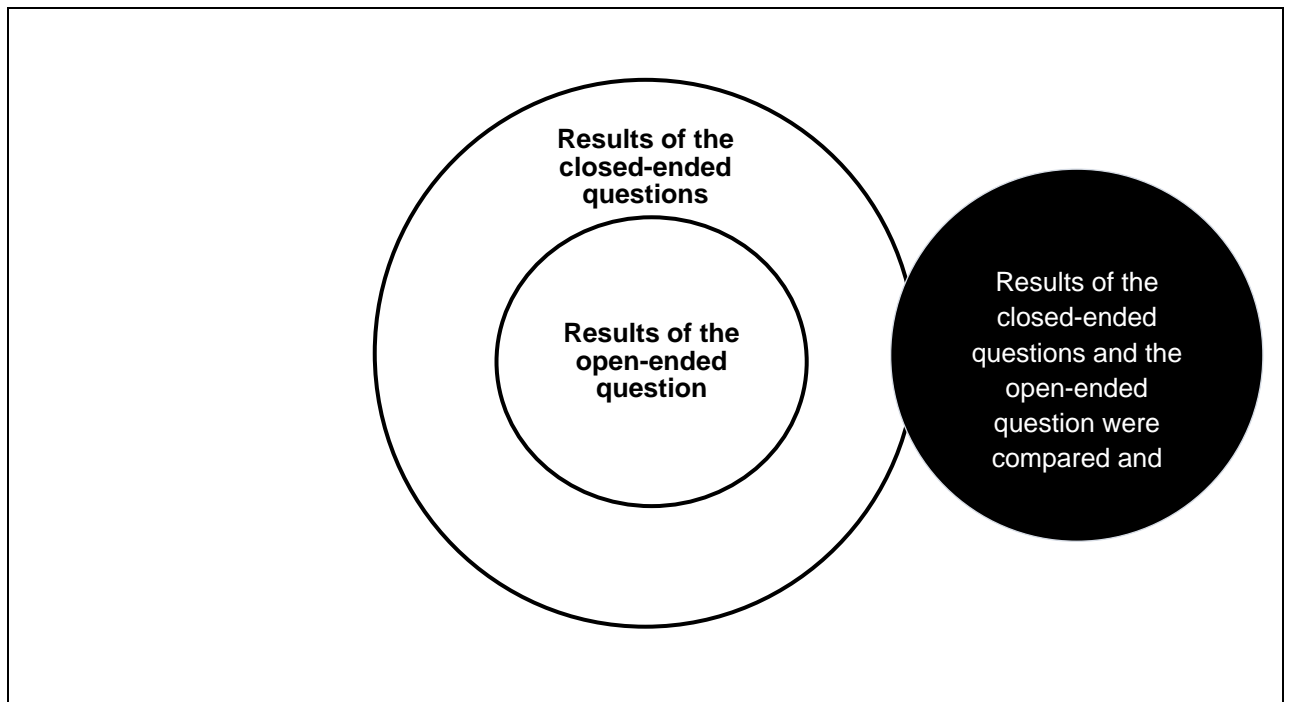 Results of the
closed-ended
questions
Results of the
open-ended
question
Results of the
closed-ended
questions and the
open-ended
question were
compared and